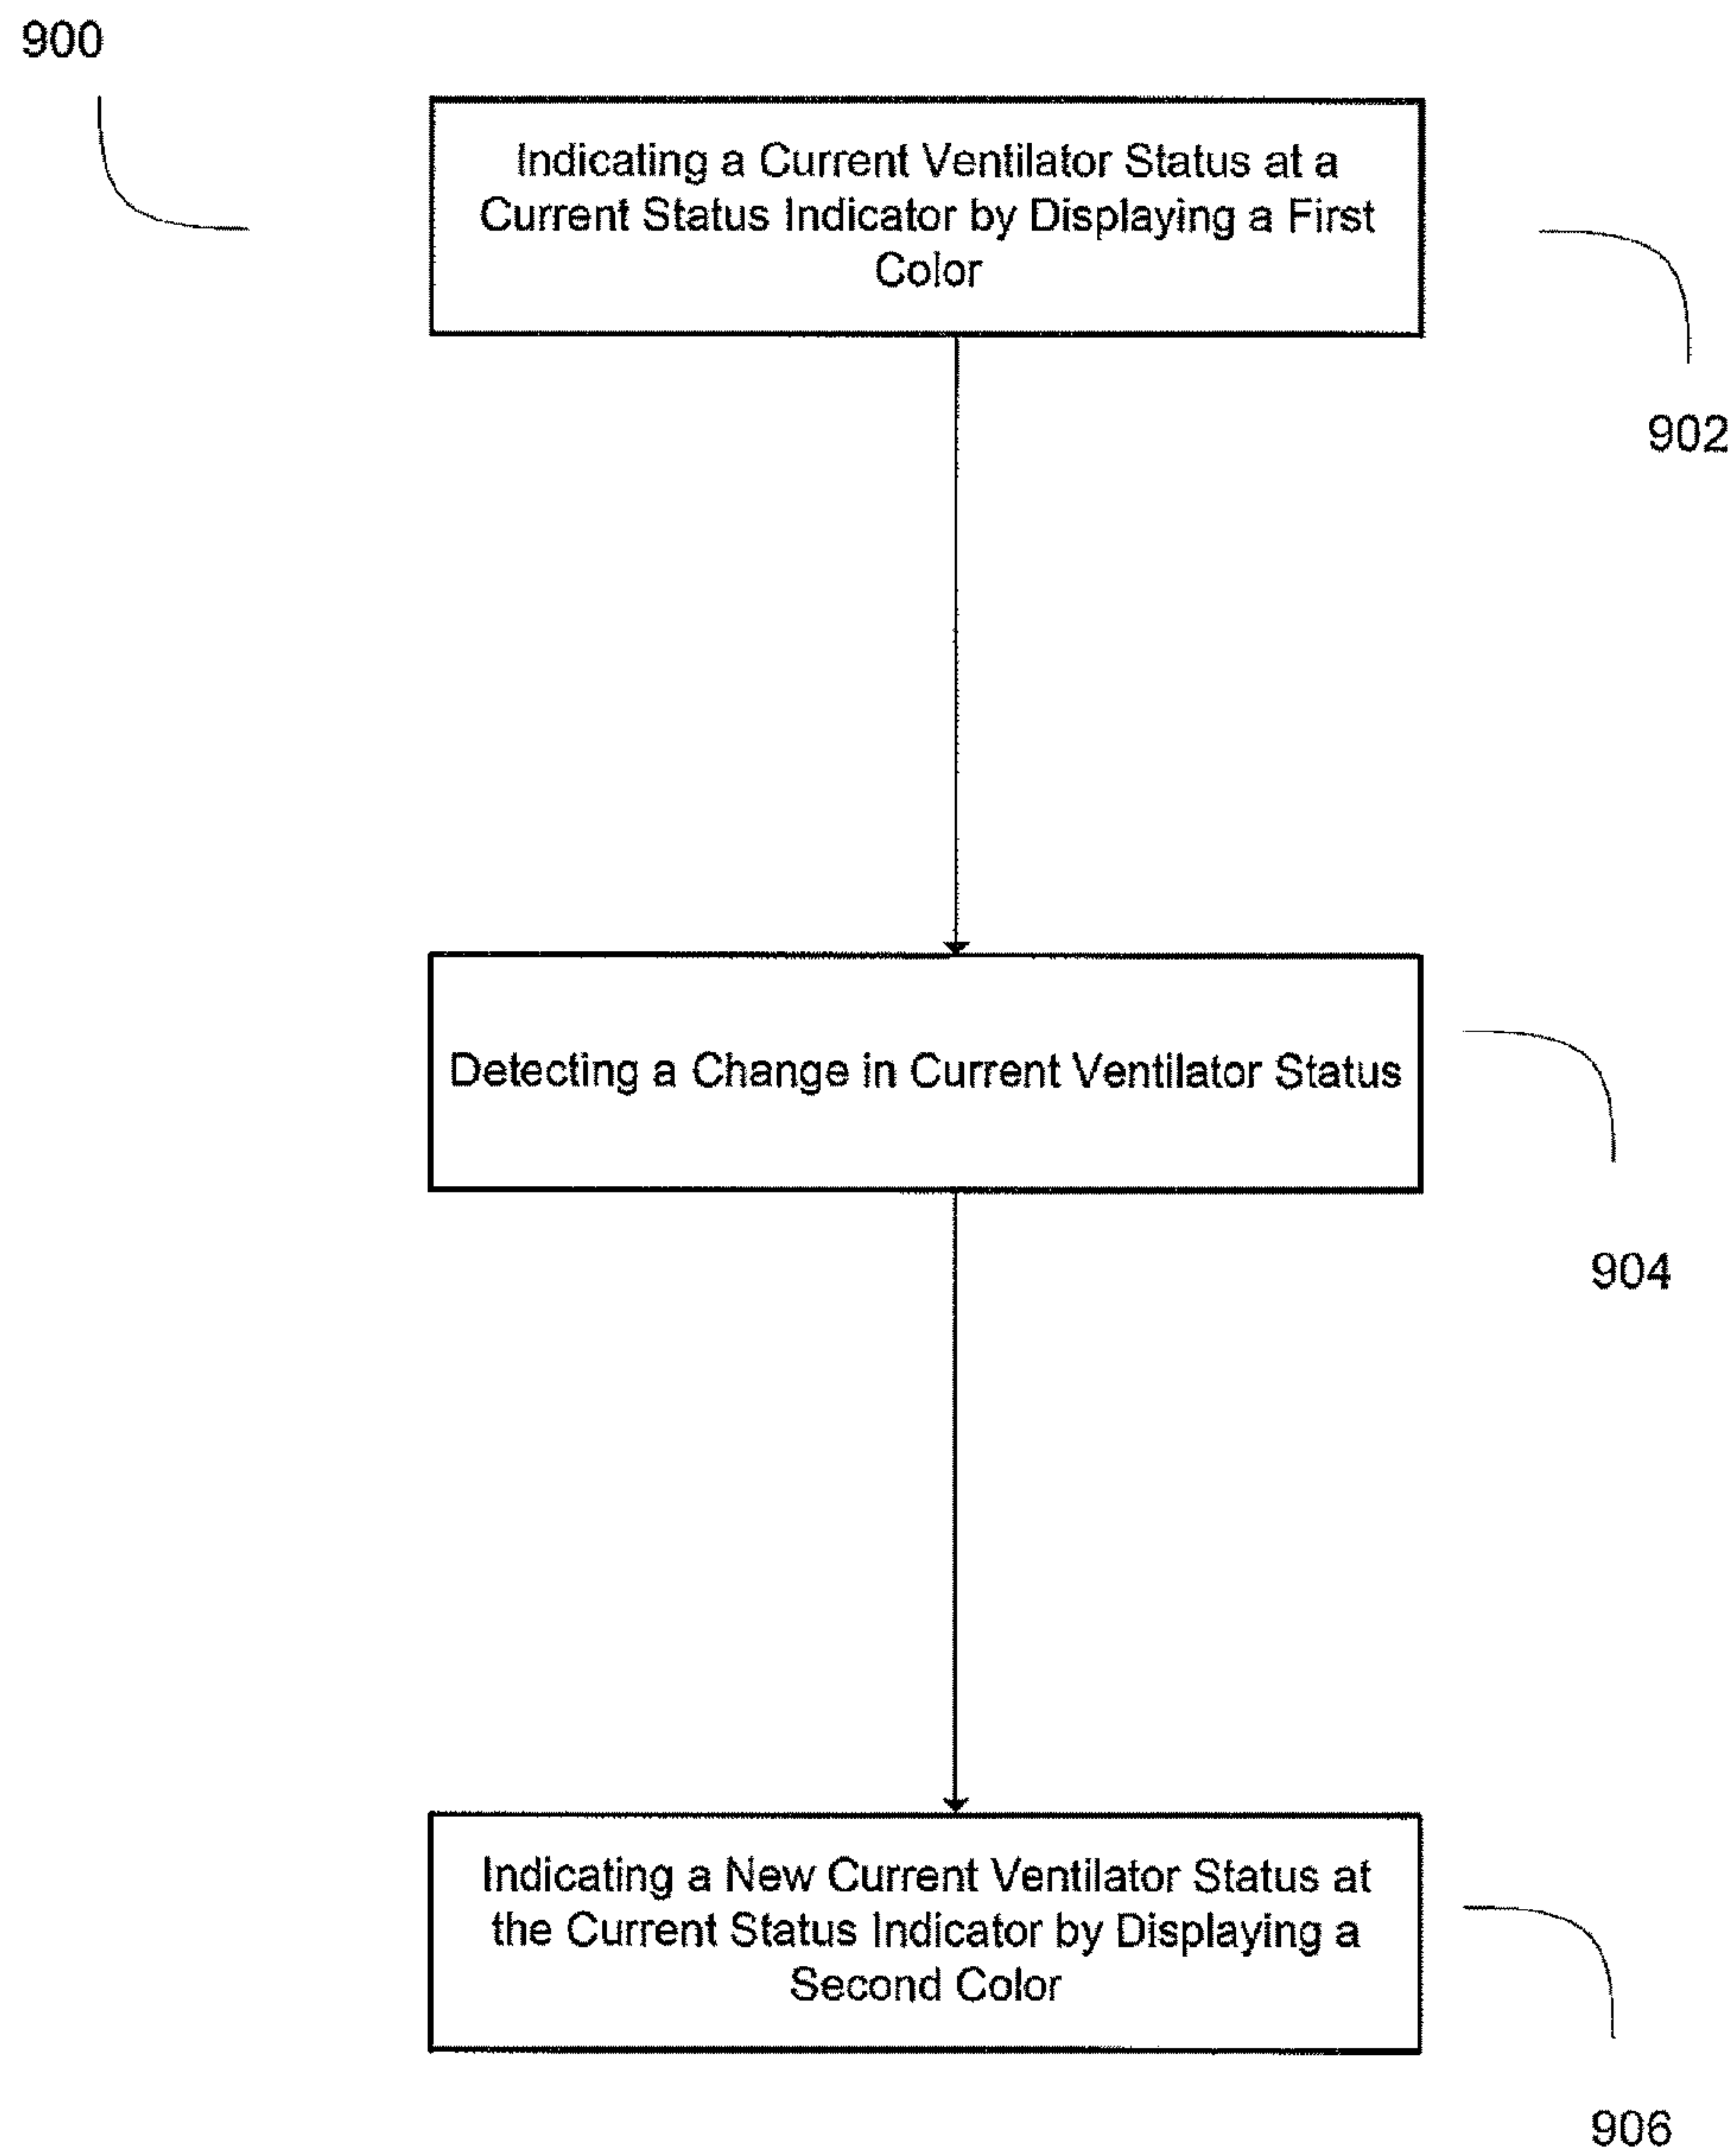 900
Indicating a Current Ventilator Status at a
Current Status Indicator by Displaying a First
Color
902
Detecting a Change in Current Ventilator Status
904
Indicating a New Current Ventilator Status at
the Current Status Indicator by Displaying a
Second Color
906